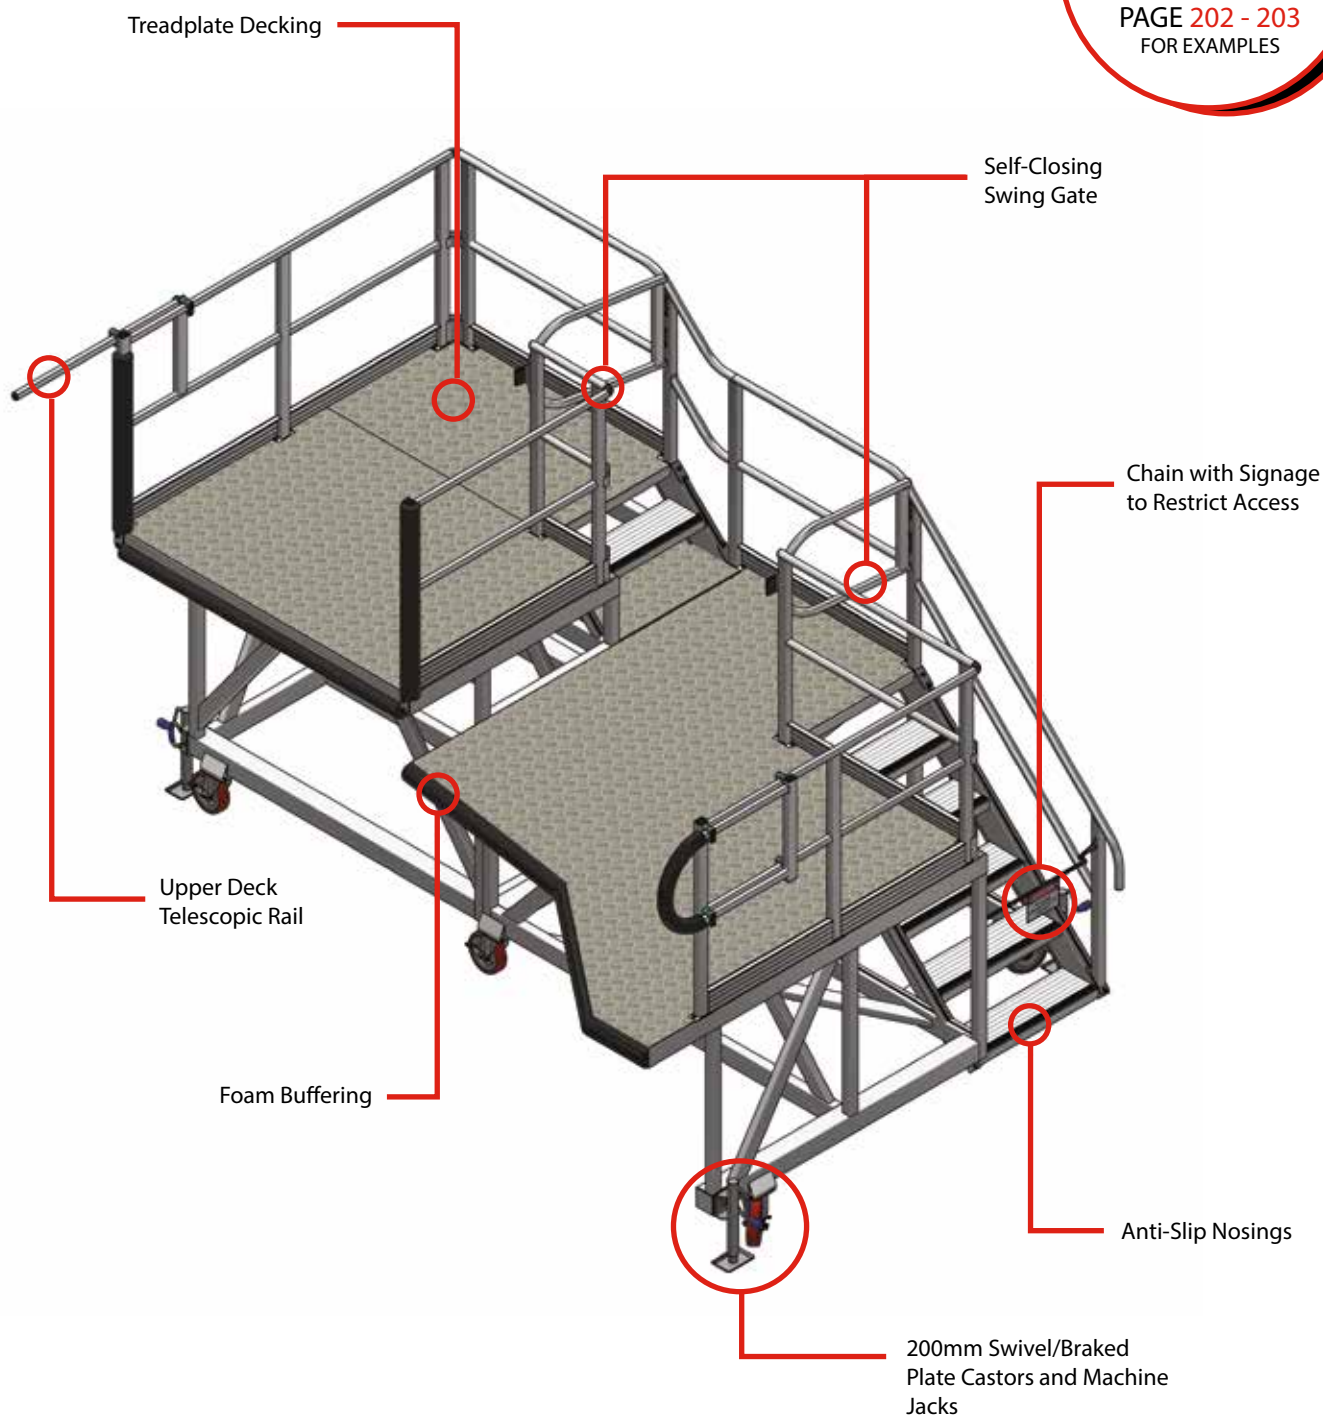 Treadplate Decking
PAGE 202 - 203
FOR EXAMPLES
Self-Closing
Swing Gate
Chain with Signage
to Restrict Access
Upper Deck
Telescopic Rail
Foam Buffering
Anti-Slip Nosings
200mm Swivel/Braked
Plate Castors and Machine
Jacks